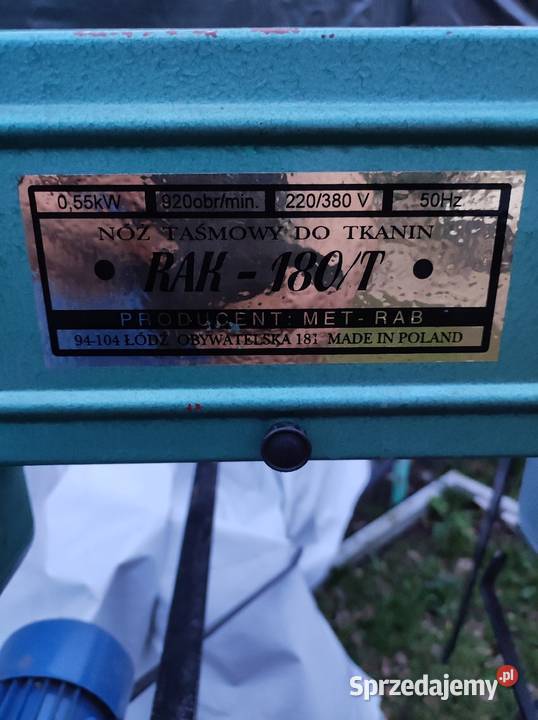 0,55kW 920obr/min. 220/380 V 50Hz
NÓŻ TAŚMOWY DO TKANIN
• RAK - 180/T •
PRODUCENT: MET-RAB
94-104 ŁÓDŹ OBYWATELSKA 181 MADE IN POLAND
Sprzedajemy.pl